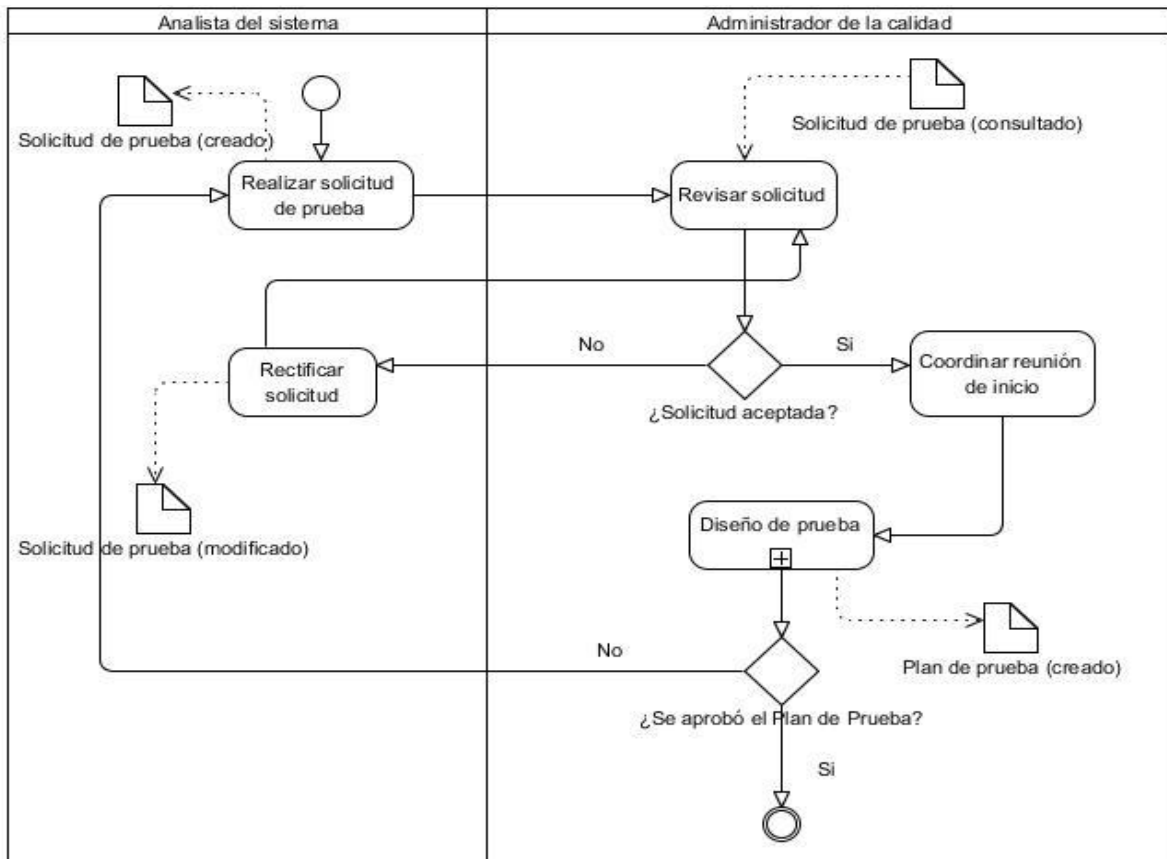 Analista del sistema
Administrador de la calidad
Solicitud de prueba (creado)
Solicitud de prueba (consultado)
Realizar solicitud
de prueba
Revisar solicitud
No
Si
Rectificar
solicitud
Coordinar reunión
de inicio
¿Solicitud aceptada?
Diseño de prueba
Solicitud de prueba (modificado)
No
Plan de prueba (creado)
¿Se aprobó el Plan de Prueba?
Si